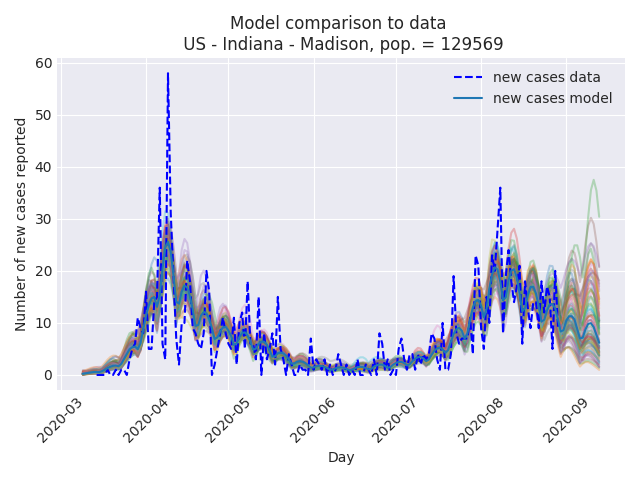 Model comparison to data
US - Indiana - Madison, pop. = 129569
new cases data
new cases model
Number of new cases reported
60
50
40
30
20
10
0
2020-03
2020-04
2020-05
2020-06
2020-07
2020-08
2020-09
Day